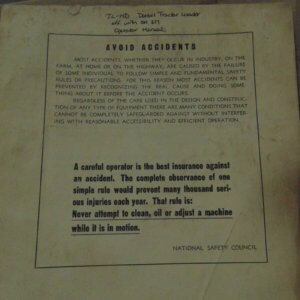 Diesel Tractor Loader
Operator Manual
AVOID ACCIDENTS
MOST ACCIDENTS, WHETHER THEY OCCUR IN INDUSTRY, ON THE
FARM, AT HOME OR ON THE HIGHWAY, ARE CAUSED BY THE FAILURE
OF SOME INDIVIDUAL TO FOLLOW SIMPLE AND FUNDAMENTAL SAFETY
RULES OR PRECAUTIONS. FOR THIS REASON MOST ACCIDENTS CAN BE
PREVENTED BY RECOGNIZING THE REAL CAUSE AND DOING SOME-
THING ABOUT IT BEFORE THE ACCIDENT OCCURS.
REGARDLESS OF THE CARE USED IN THE DESIGN AND CONSTRUC-
TION OF ANY TYPE OF EQUIPMENT THERE ARE MANY CONDITIONS THAT
CANNOT BE COMPLETELY SAFEGUARDED AGAINST WITHOUT INTERFER-
ING WITH REASONABLE ACCESSIBILITY AND EFFICIENT OPERATION.
A careful operator is the best insurance against
an accident. The complete observance of one
simple rule would prevent many thousand seri-
ous injuries each year. That rule is:
Never attempt to clean, oil or adjust a machine
while it is in motion.
NATIONAL SAFETY COUNCIL